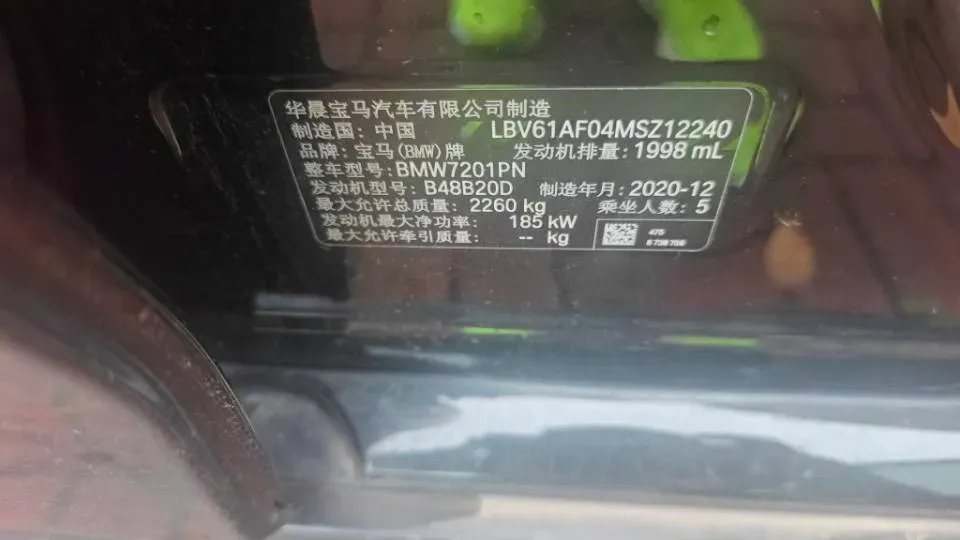 华晨宝马汽车有限公司制造
制造国：中国 LBV61AF04MSZ12240
品牌：宝马(BMW)牌 发动机排量：1998 mL
整车型号：BMW7201PN
发动机型号：B48B20D 制造年月：2020-12
最大允许总质量：2260 kg 乘坐人数：5
发动机最大净功率：185 kW
最大允许牵引质量：-- kg
475